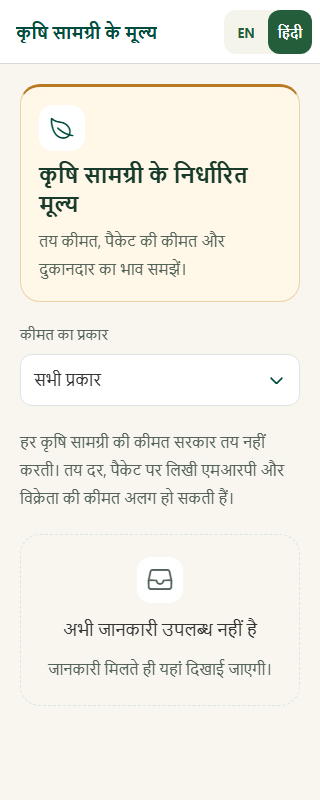 कृषि सामग्री के मूल्य
EN
हिंदी
कृषि सामग्री के निर्धारित
मूल्य
तय कीमत, पैकेट की कीमत और
दुकानदार का भाव समझें।
कीमत का प्रकार
सभी प्रकार
हर कृषि सामग्री की कीमत सरकार तय नहीं
करती। तय दर, पैकेट पर लिखी एमआरपी और
विक्रेता की कीमत अलग हो सकती हैं।
अभी जानकारी उपलब्ध नहीं है
जानकारी मिलते ही यहां दिखाई जाएगी।